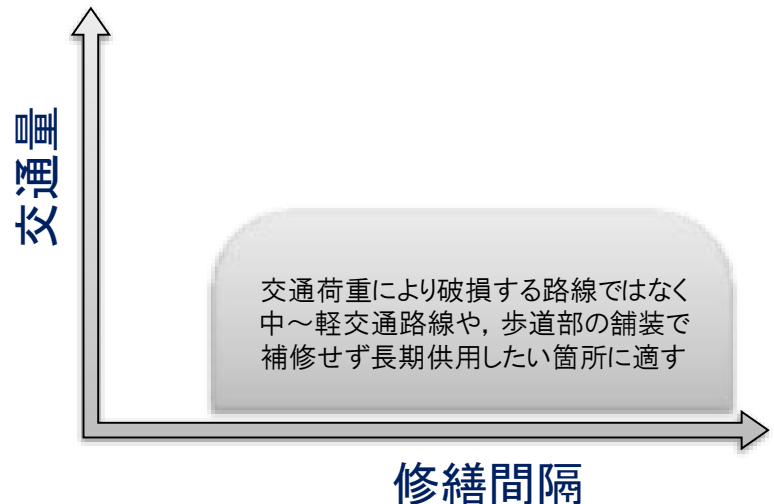 交通量
交通荷重により破損する路線ではなく
中～軽交通路線や，歩道部の舗装で
補修せず長期供用したい箇所に適す
修繕間隔